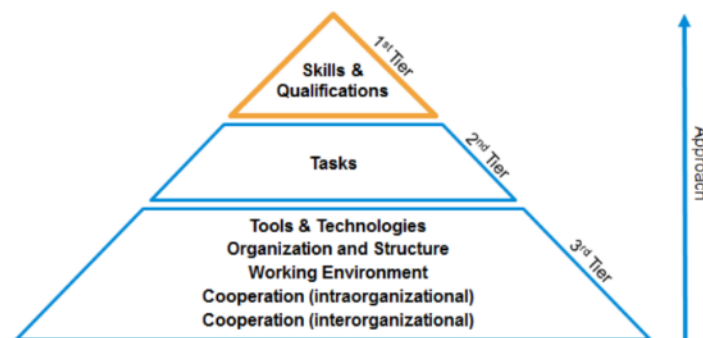 1st Tier
Skills &
Qualifications
2nd Tier
Tasks
Approach
3rd Tier
Tools & Technologies
Organization and Structure
Working Environment
Cooperation (intraorganizational)
Cooperation (interorganizational)